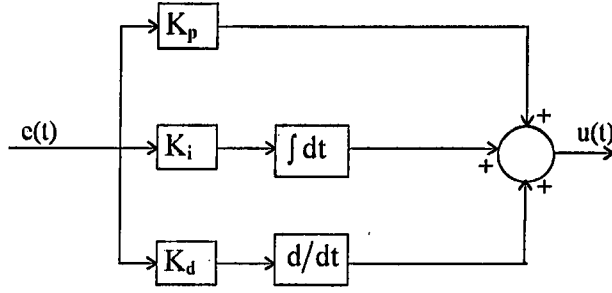 K_p
+
e(t)
K_i
∫ dt
+
u(t)
+
K_d
d/dt